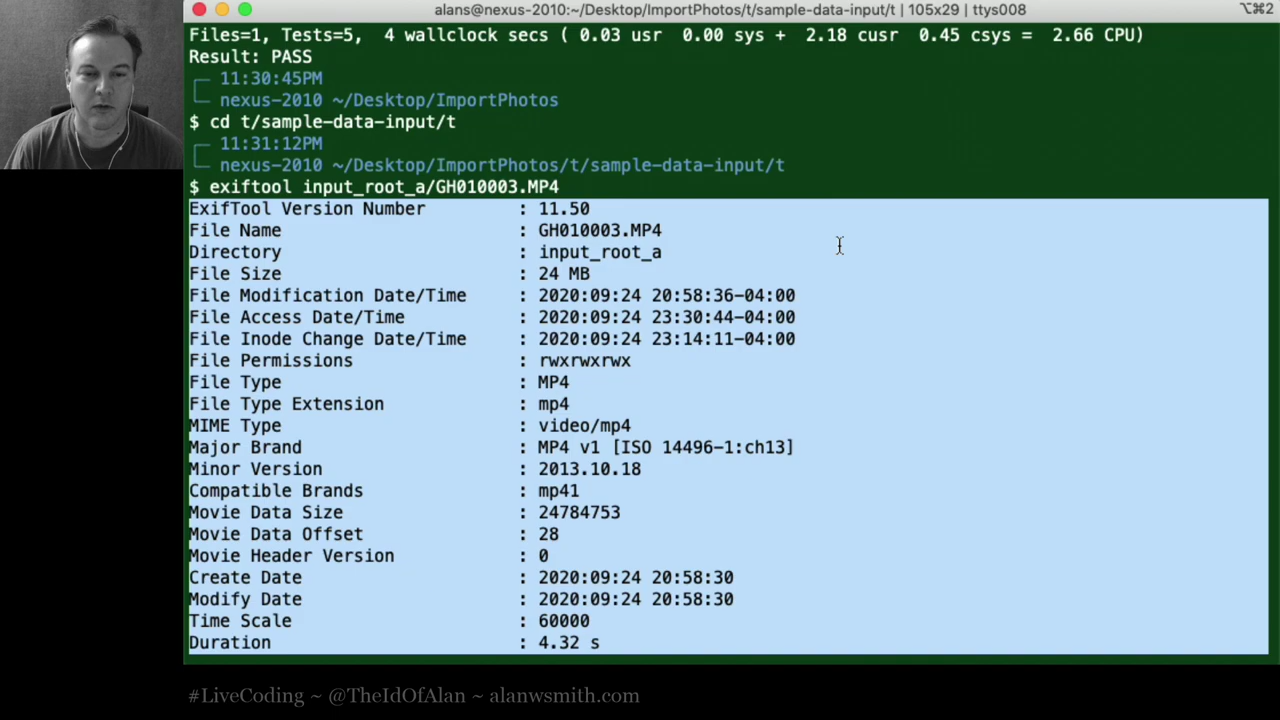 alans@nexus-2010:~/Desktop/ImportPhotos/t/sample-data-input/t | 105x29 | ttys008
⌥⌘2
Files=1, Tests=5,  4 wallclock secs ( 0.03 usr  0.00 sys +  2.18 cusr  0.45 csys =  2.66 CPU)
Result: PASS
11:30:45PM
nexus-2010 ~/Desktop/ImportPhotos
$ cd t/sample-data-input/t
11:31:12PM
nexus-2010 ~/Desktop/ImportPhotos/t/sample-data-input/t
$ exiftool input_root_a/GH010003.MP4
ExifTool Version Number : 11.50
File Name : GH010003.MP4
Directory : input_root_a
File Size : 24 MB
File Modification Date/Time : 2020:09:24 20:58:36-04:00
File Access Date/Time : 2020:09:24 23:30:44-04:00
File Inode Change Date/Time : 2020:09:24 23:14:11-04:00
File Permissions : rwxrwxrwx
File Type : MP4
File Type Extension : mp4
MIME Type : video/mp4
Major Brand : MP4 v1 [ISO 14496-1:ch13]
Minor Version : 2013.10.18
Compatible Brands : mp41
Movie Data Size : 24784753
Movie Data Offset : 28
Movie Header Version : 0
Create Date : 2020:09:24 20:58:30
Modify Date : 2020:09:24 20:58:30
Time Scale : 60000
Duration : 4.32 s
#LiveCoding ~ @TheIdOfAlan ~ alanwsmith.com